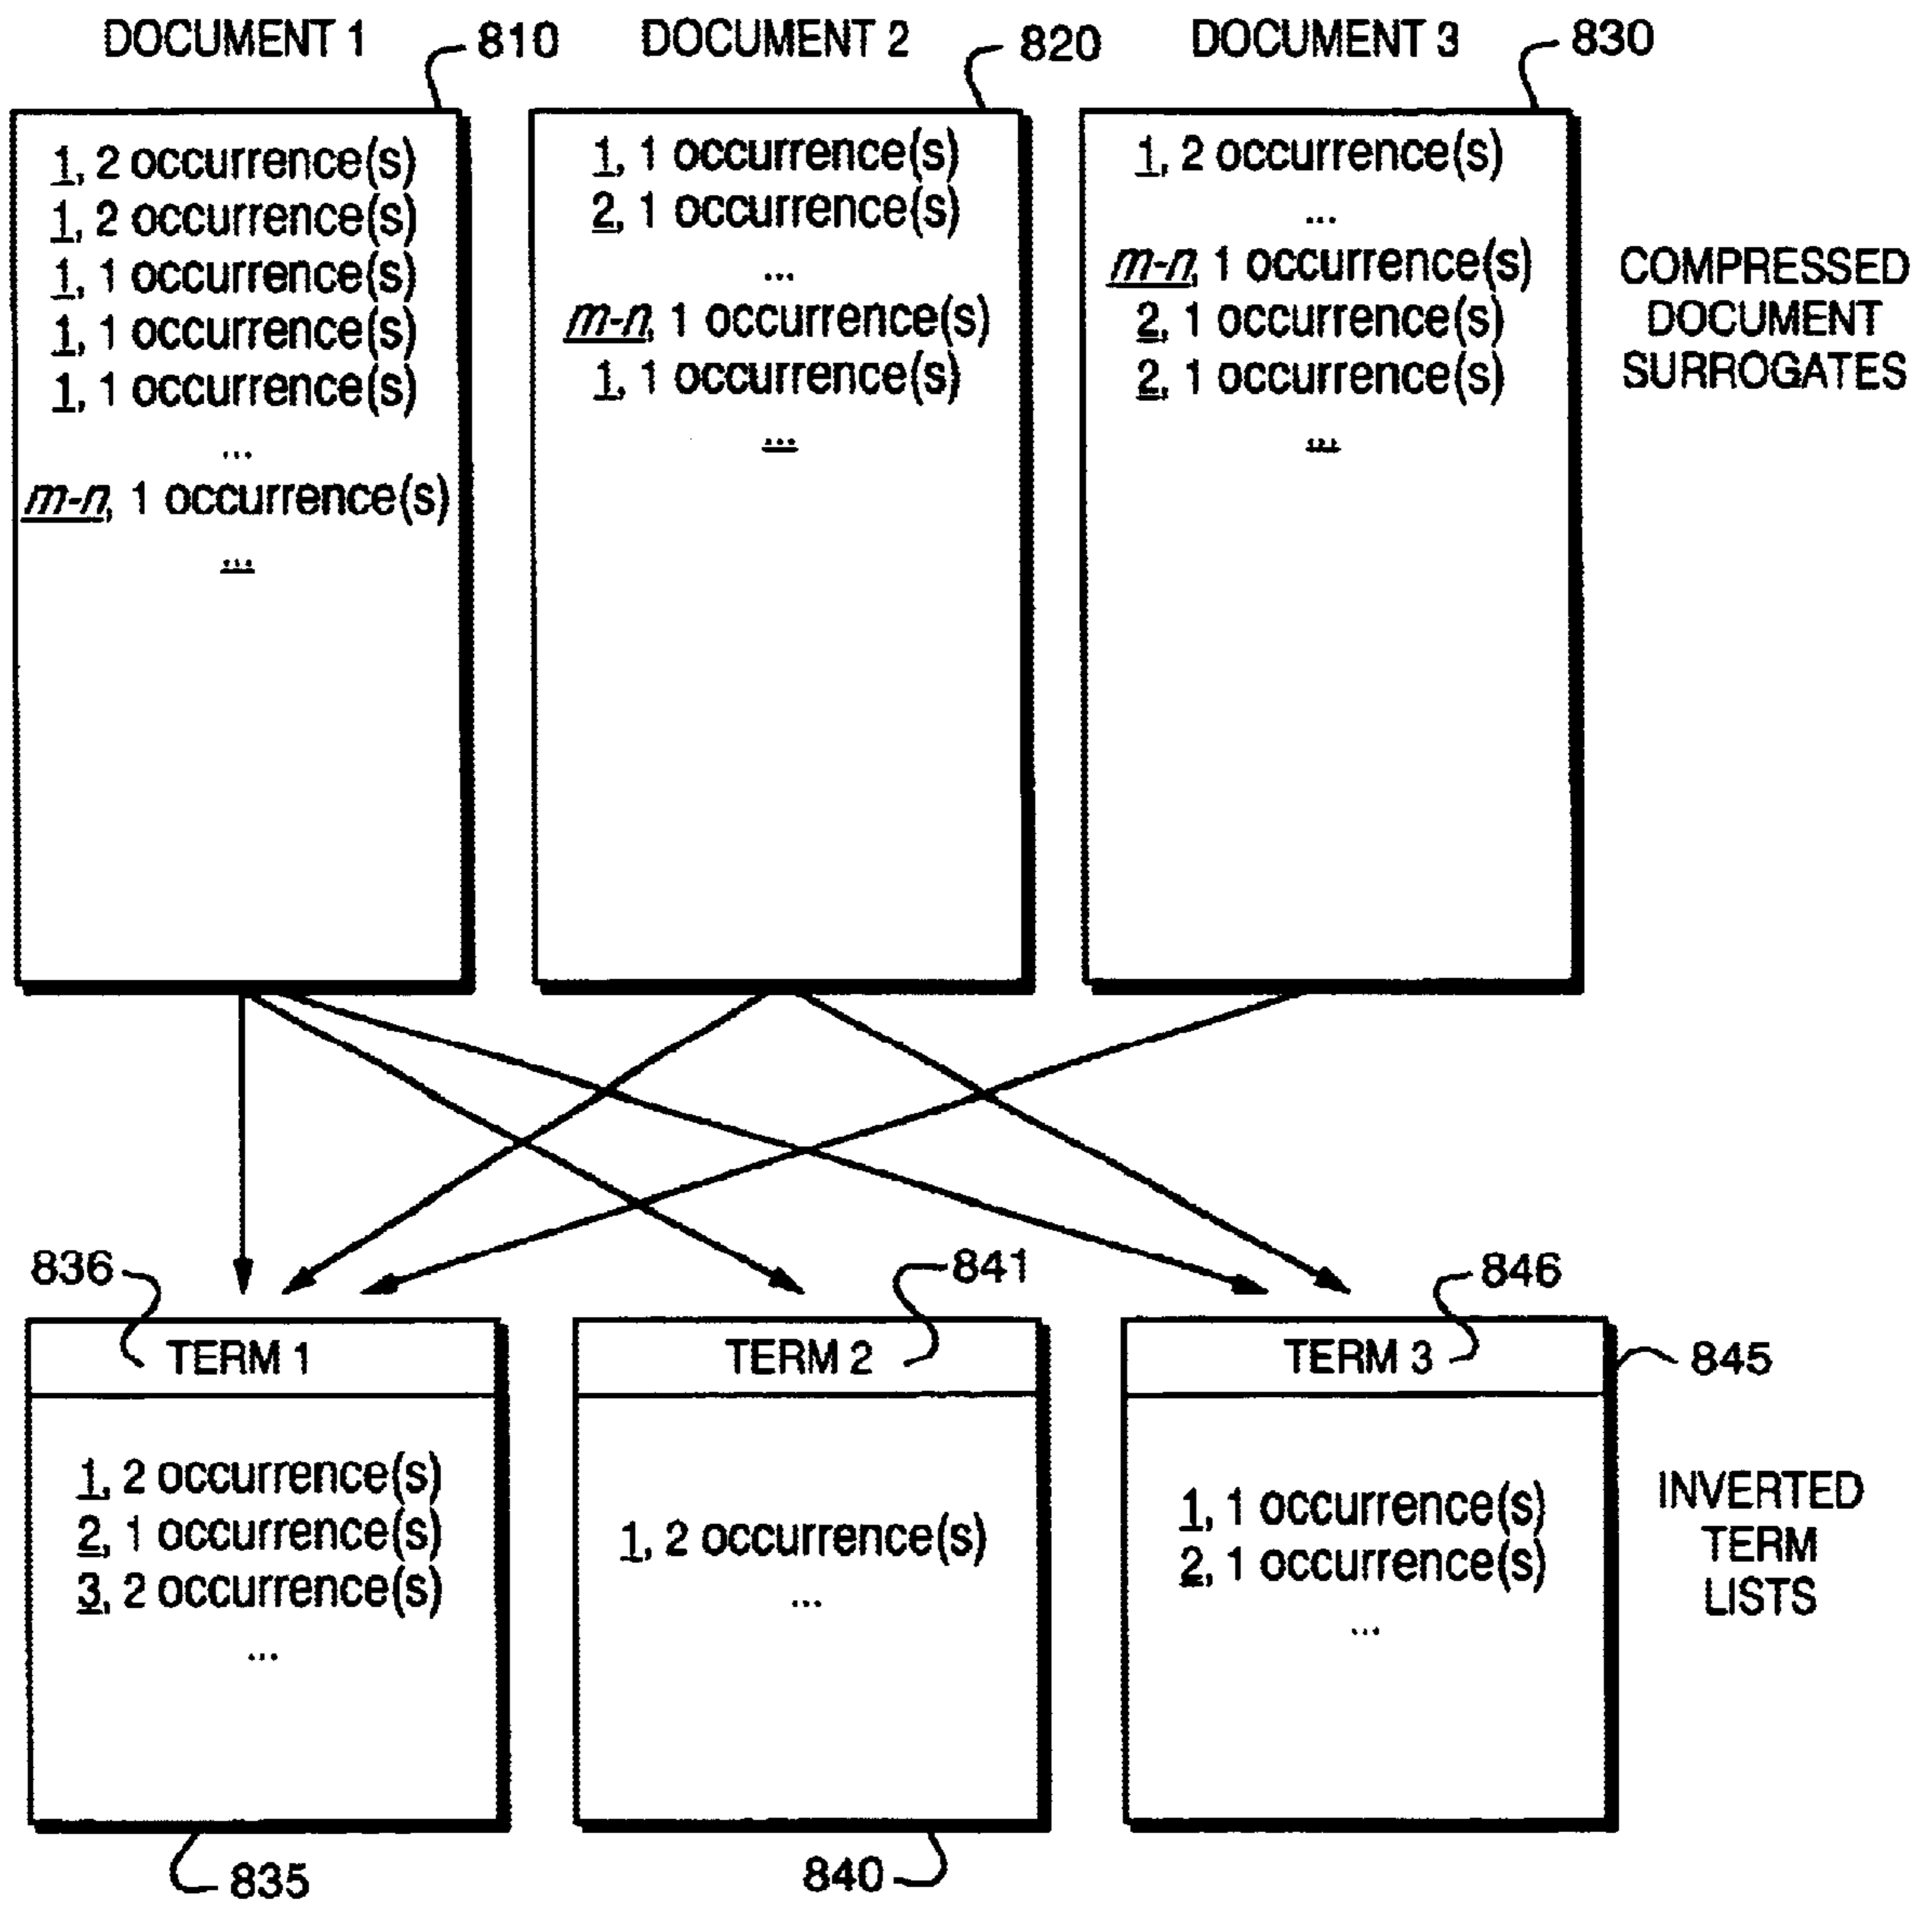 DOCUMENT 1
810
1, 2 occurrence(s)
1, 2 occurrence(s)
1, 1 occurrence(s)
1, 1 occurrence(s)
1, 1 occurrence(s)
...
m-n, 1 occurrence(s)
...
DOCUMENT 2
820
1, 1 occurrence(s)
2, 1 occurrence(s)
...
m-n, 1 occurrence(s)
1, 1 occurrence(s)
...
DOCUMENT 3
830
1, 2 occurrence(s)
...
m-n, 1 occurrence(s)
2, 1 occurrence(s)
2, 1 occurrence(s)
...
COMPRESSED
DOCUMENT
SURROGATES
836
TERM 1
1, 2 occurrence(s)
2, 1 occurrence(s)
3, 2 occurrence(s)
...
835
841
TERM 2
1, 2 occurrence(s)
...
840
846
TERM 3
845
1, 1 occurrence(s)
2, 1 occurrence(s)
...
INVERTED
TERM
LISTS